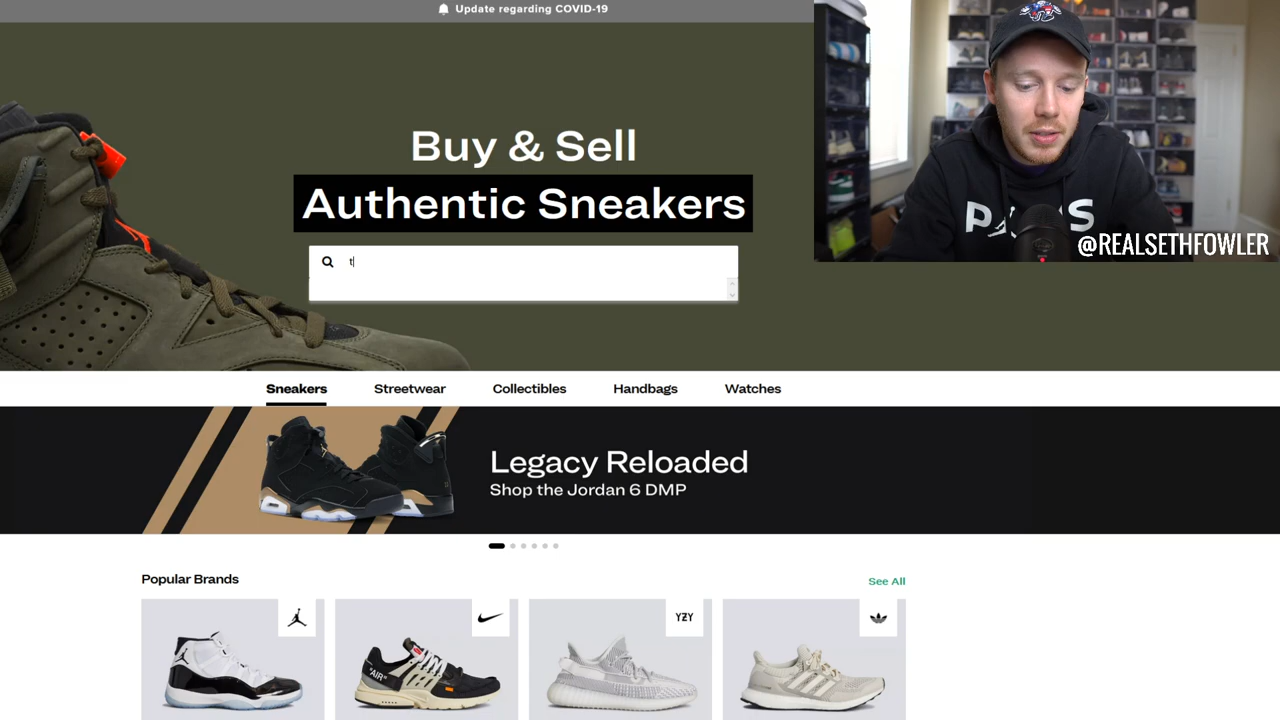 Update regarding COVID-19
Buy & Sell
Authentic Sneakers
t
@REALSETHFOWLER
Sneakers
Streetwear
Collectibles
Handbags
Watches
Legacy Reloaded
Shop the Jordan 6 DMP
Popular Brands
See All
YZY
"AIR"